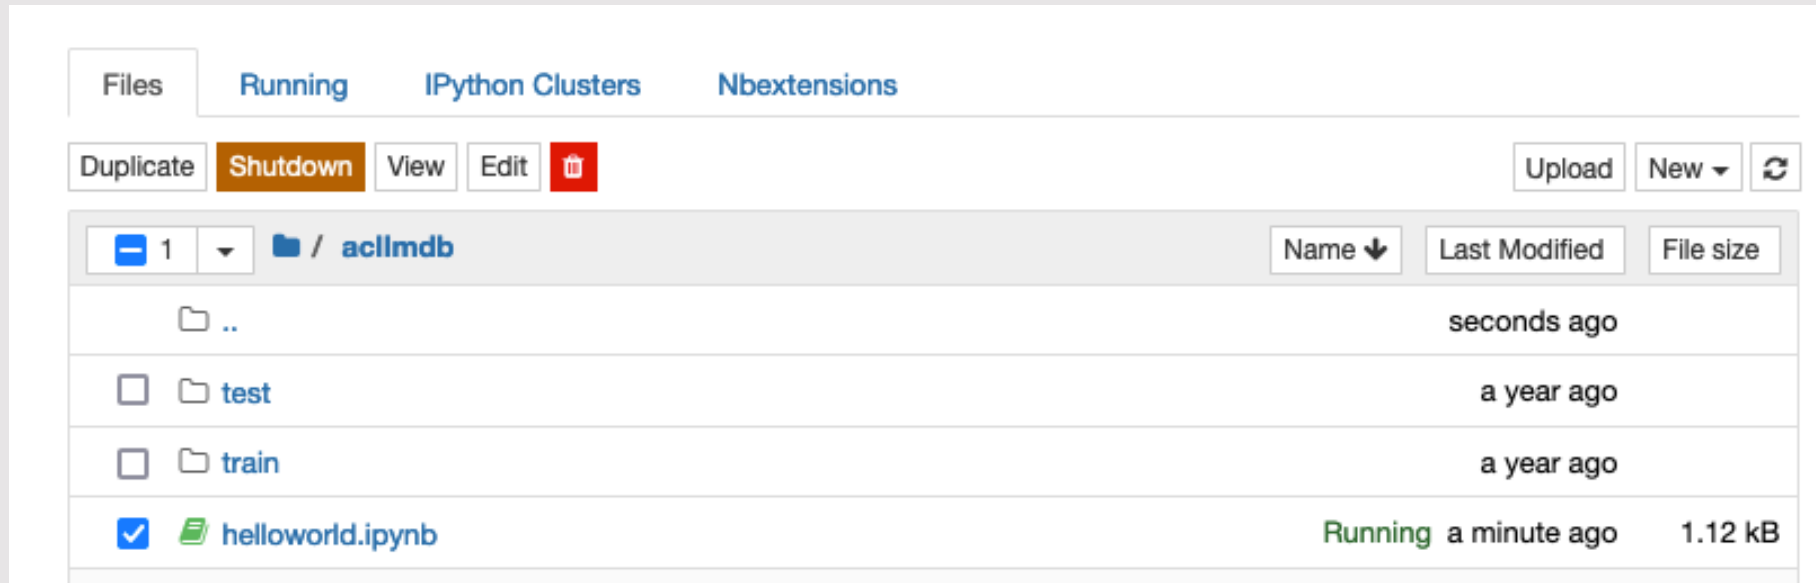 Files Running IPython Clusters Nbextensions
Duplicate Shutdown View Edit Upload New
1 / acllmdb Name Last Modified File size
.. seconds ago
test a year ago
train a year ago
helloworld.ipynb Running a minute ago 1.12 kB